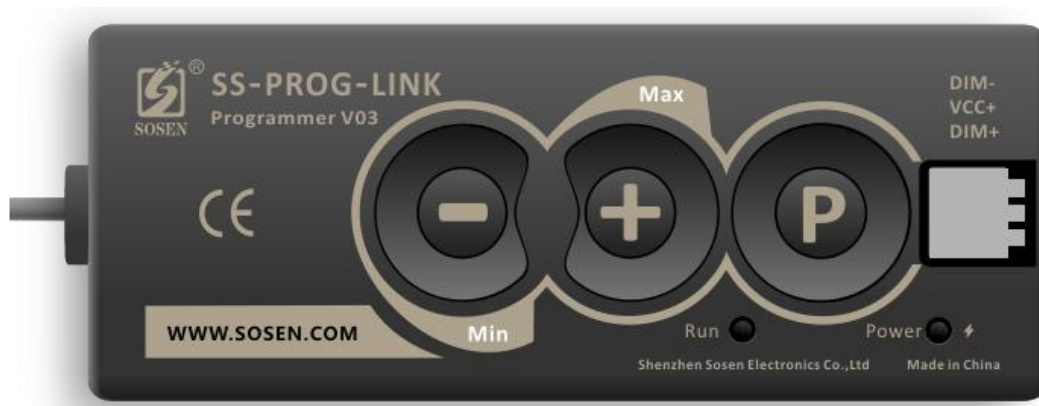 SS-PROG-LINK
Programmer V03
SOSEN
®
CE
WWW.SOSEN.COM
Max
Min
-
+
P
DIM-
VCC+
DIM+
Run
Power
Shenzhen Sosen Electronics Co.,Ltd
Made in China